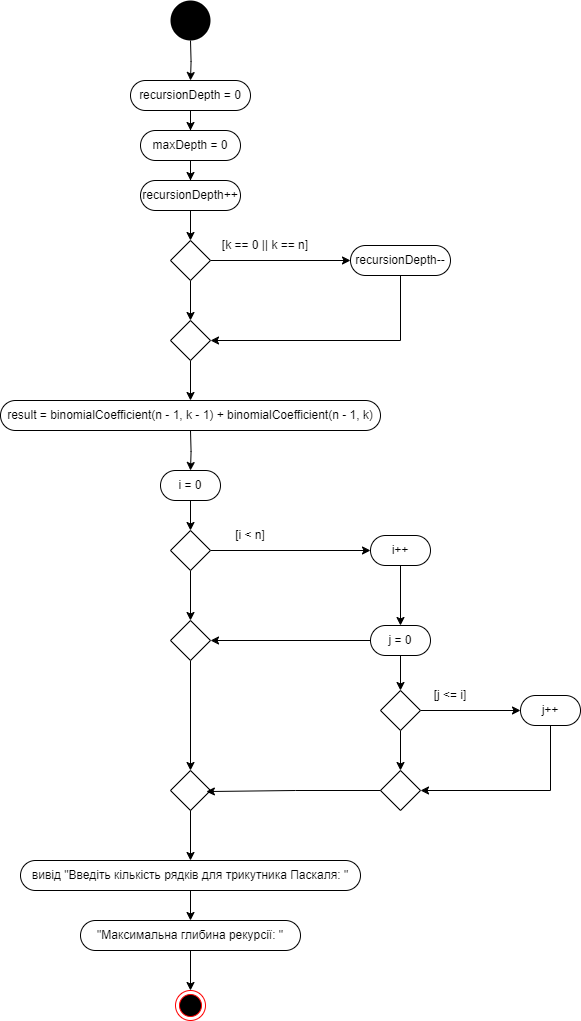 recursionDepth = 0
maxDepth = 0
recursionDepth++
[k == 0 || k == n]
recursionDepth--
result = binomialCoefficient(n - 1, k - 1) + binomialCoefficient(n - 1, k)
i = 0
[i < n]
i++
j = 0
[j <= i]
j++
вивід "Введіть кількість рядків для трикутника Паскаля: "
"Максимальна глибина рекурсії: "